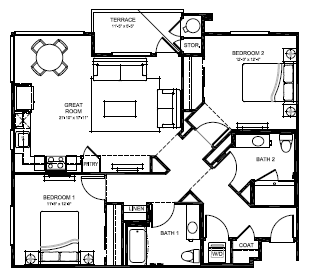 TERRACE
11'-0" x 5'-0"
STOR.
BEDROOM 2
12'-0" x 12'-4"
GREAT
ROOM
21'-10" x 17'-11"
PNTRY
BATH 2
BEDROOM 1
11'-6" x 12'-6"
LINEN
BATH 1
COAT
W/D